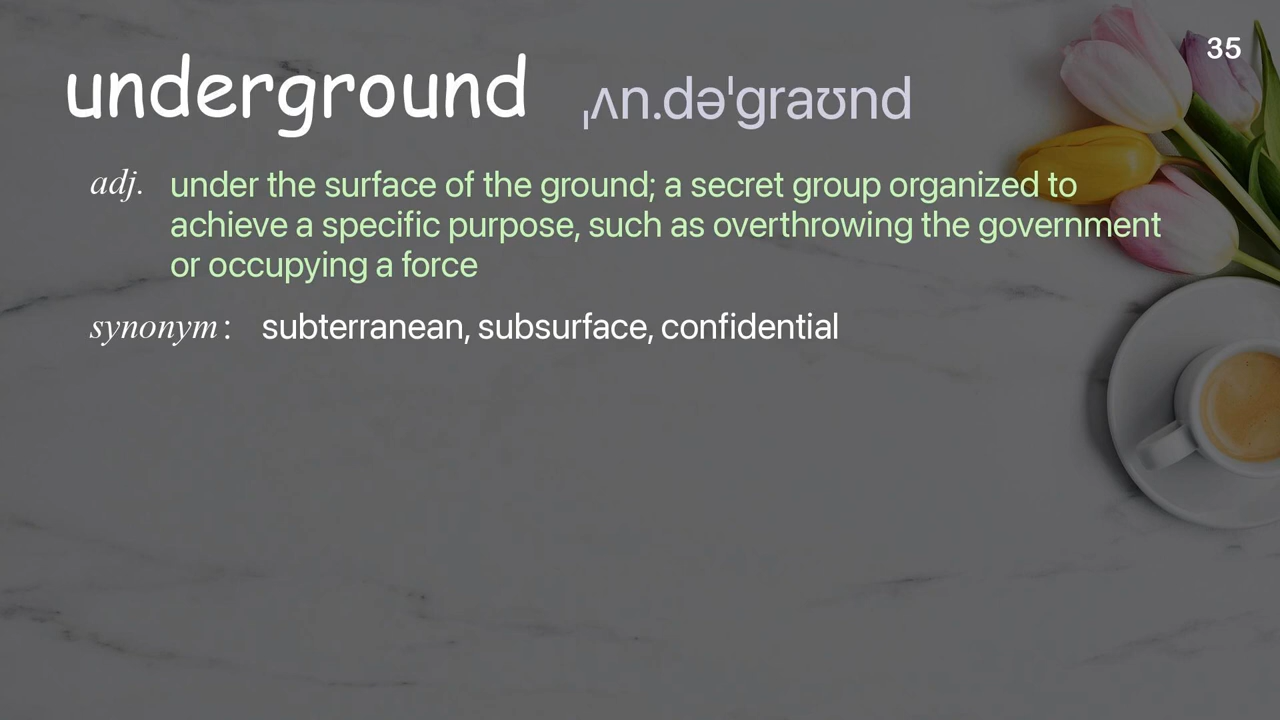 35
underground ˌʌn.dəˈgraʊnd
adj. under the surface of the ground; a secret group organized to
achieve a specific purpose, such as overthrowing the government
or occupying a force
synonym: subterranean, subsurface, confidential